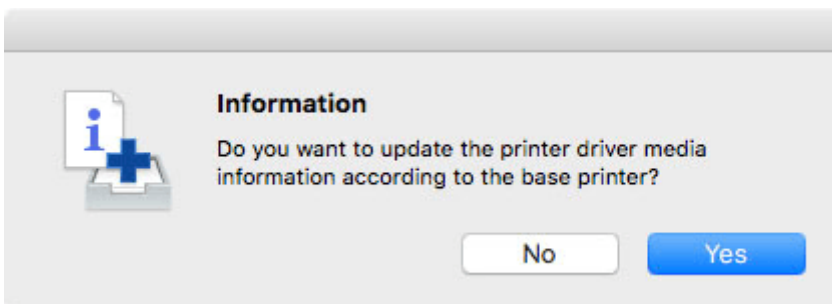 Information
Do you want to update the printer driver media
information according to the base printer?
No
Yes